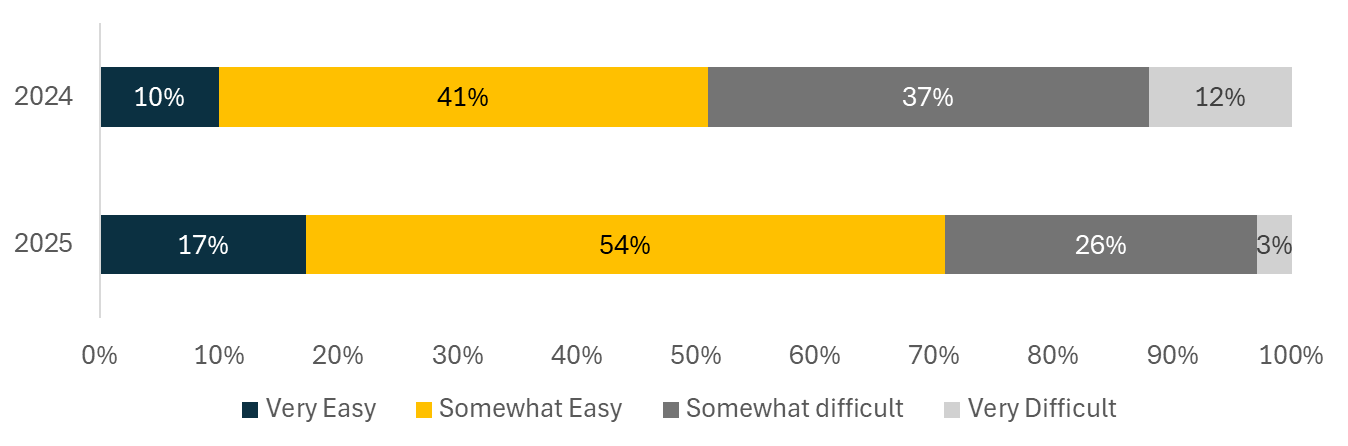 2024 10% 41% 37% 12%
2025 17% 54% 26% 3%
0% 10% 20% 30% 40% 50% 60% 70% 80% 90% 100%
Very Easy Somewhat Easy Somewhat difficult Very Difficult